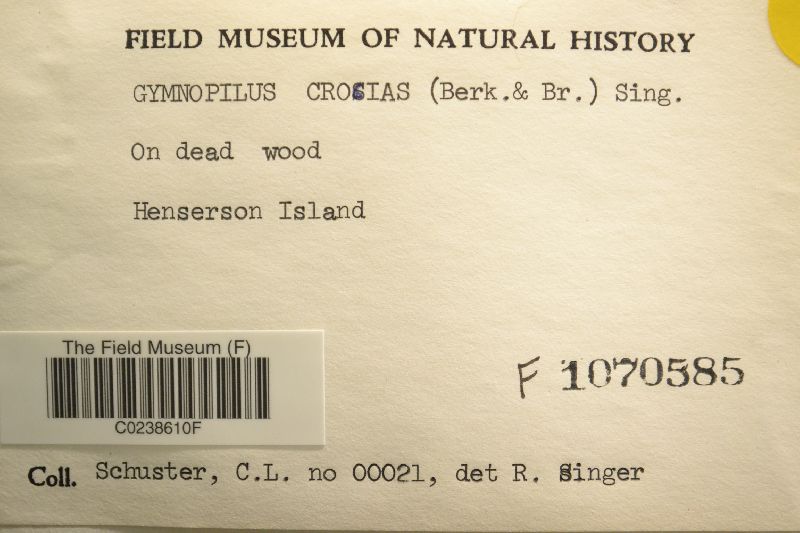 FIELD MUSEUM OF NATURAL HISTORY
GYMNOPILUS CROSIAS (Berk.& Br.) Sing.
On dead wood
Henserson Island
The Field Museum (F)
C0238610F
F 1070585
Coll. Schuster, C.L. no 00021, det R. Singer